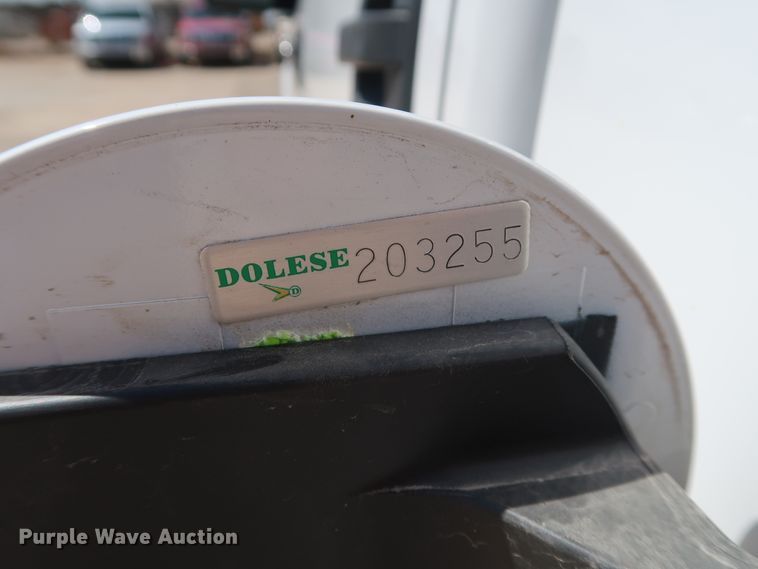 DOLESE 203255
D
Purple Wave Auction